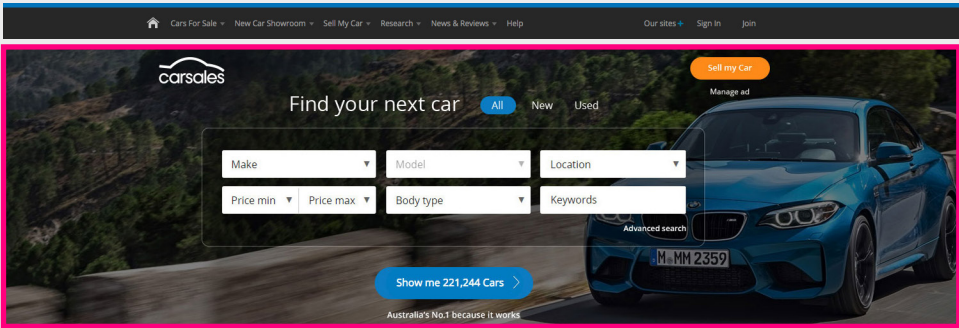 Cars For Sale New Car Showroom Sell My Car Research News & Reviews Help Our sites+ Sign In Join
carsales
Sell my Car
Manage ad
Find your next car All New Used
Make Model Location
Price min Price max Body type Keywords
Advanced search
M MM 2359
Show me 221,244 Cars
Australia's No.1 because it works